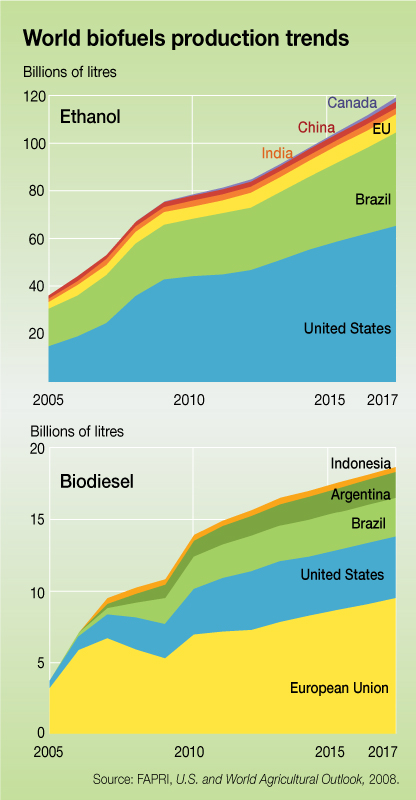 World biofuels production trends
Billions of litres
120
Ethanol
Canada
China
EU
100
India
80
Brazil
60
40
United States
20
2005
2010
2015
2017
Billions of litres
20
Biodiesel
Indonesia
Argentina
15
Brazil
United States
10
5
European Union
0
2005
2010
2015
2017
Source: FAPRI, U.S. and World Agricultural Outlook, 2008.